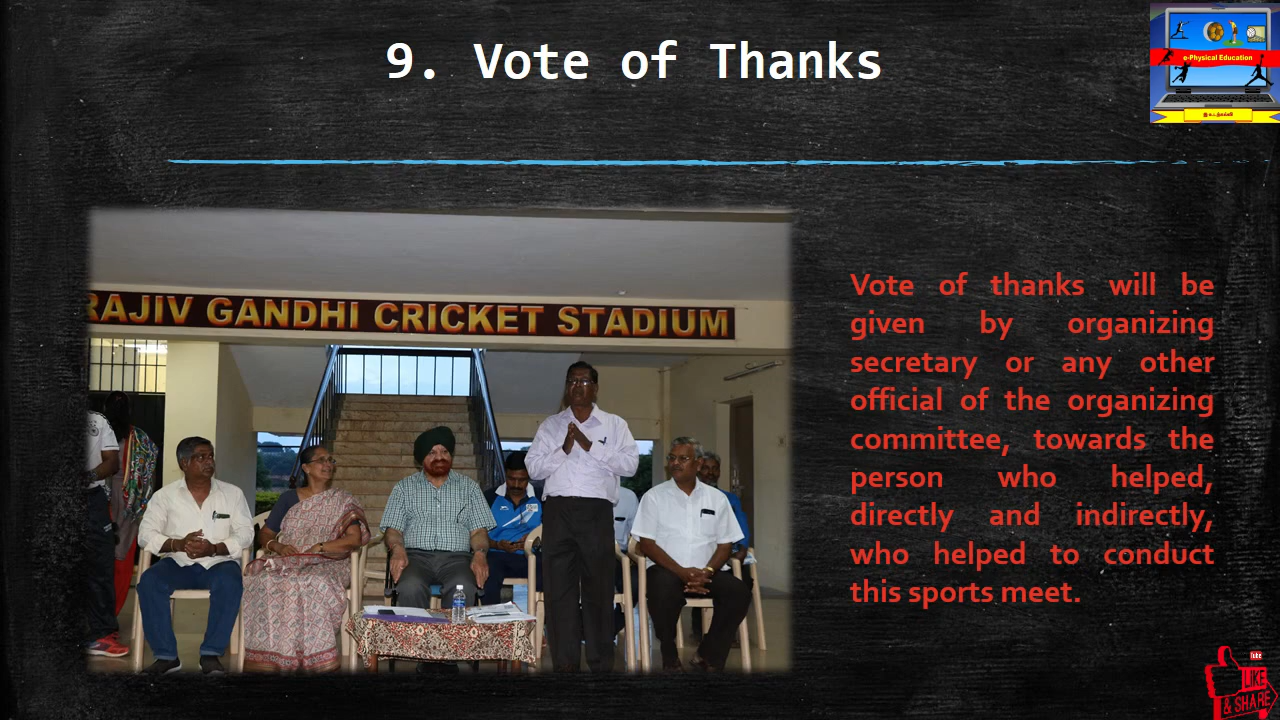 9. Vote of Thanks
e-Physical Education
RAJIV GANDHI CRICKET STADIUM
Vote of thanks will be
given by organizing
secretary or any other
official of the organizing
committee, towards the
person who helped,
directly and indirectly,
who helped to conduct
this sports meet.
Tube
LIKE
& SHARE